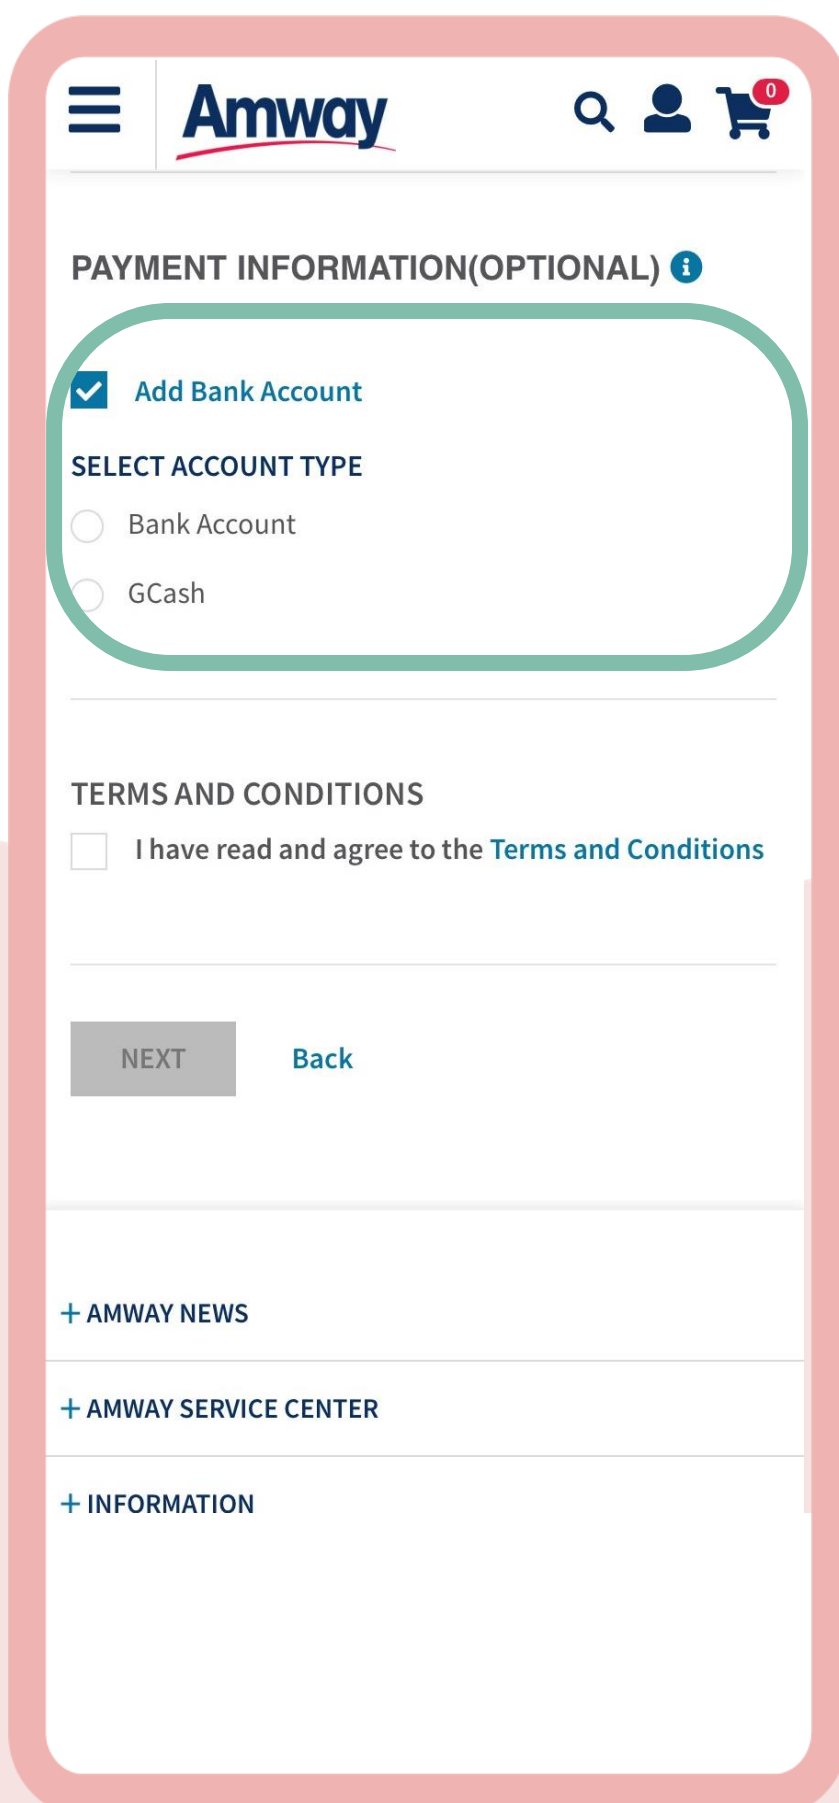 Amway
0
PAYMENT INFORMATION(OPTIONAL)
Add Bank Account
SELECT ACCOUNT TYPE
Bank Account
GCash
TERMS AND CONDITIONS
I have read and agree to the Terms and Conditions
NEXT Back
+ AMWAY NEWS
+ AMWAY SERVICE CENTER
+ INFORMATION